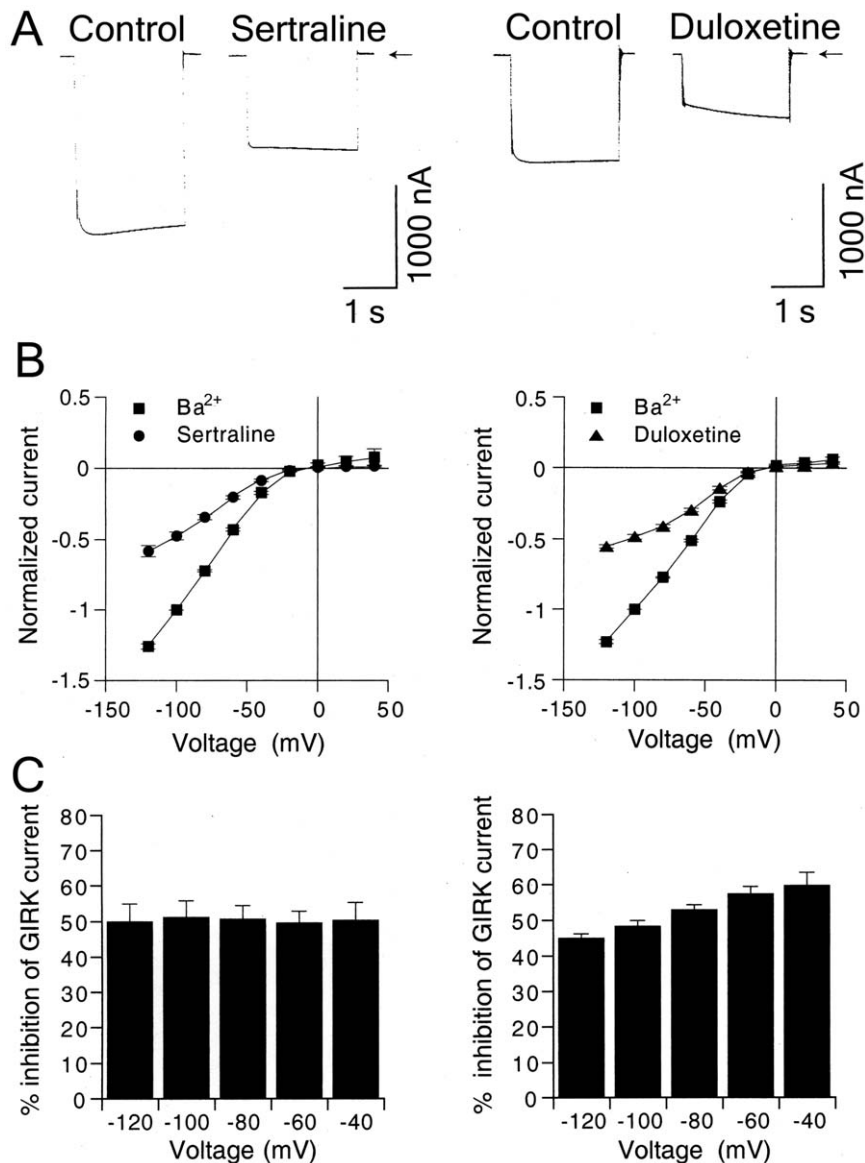 A
Control Sertraline
Control Duloxetine
1000 nA
1 s
1000 nA
1 s
B
0.5
0
-0.5
-1
-1.5
Normalized current
Ba²⁺
Sertraline
-150 -100 -50 0 50
Voltage (mV)
0.5
0
-0.5
-1
-1.5
Normalized current
Ba²⁺
Duloxetine
-150 -100 -50 0 50
Voltage (mV)
C
80
70
60
50
40
30
20
10
0
% inhibition of GIRK current
-120 -100 -80 -60 -40
Voltage (mV)
80
70
60
50
40
30
20
10
0
% inhibition of GIRK current
-120 -100 -80 -60 -40
Voltage (mV)